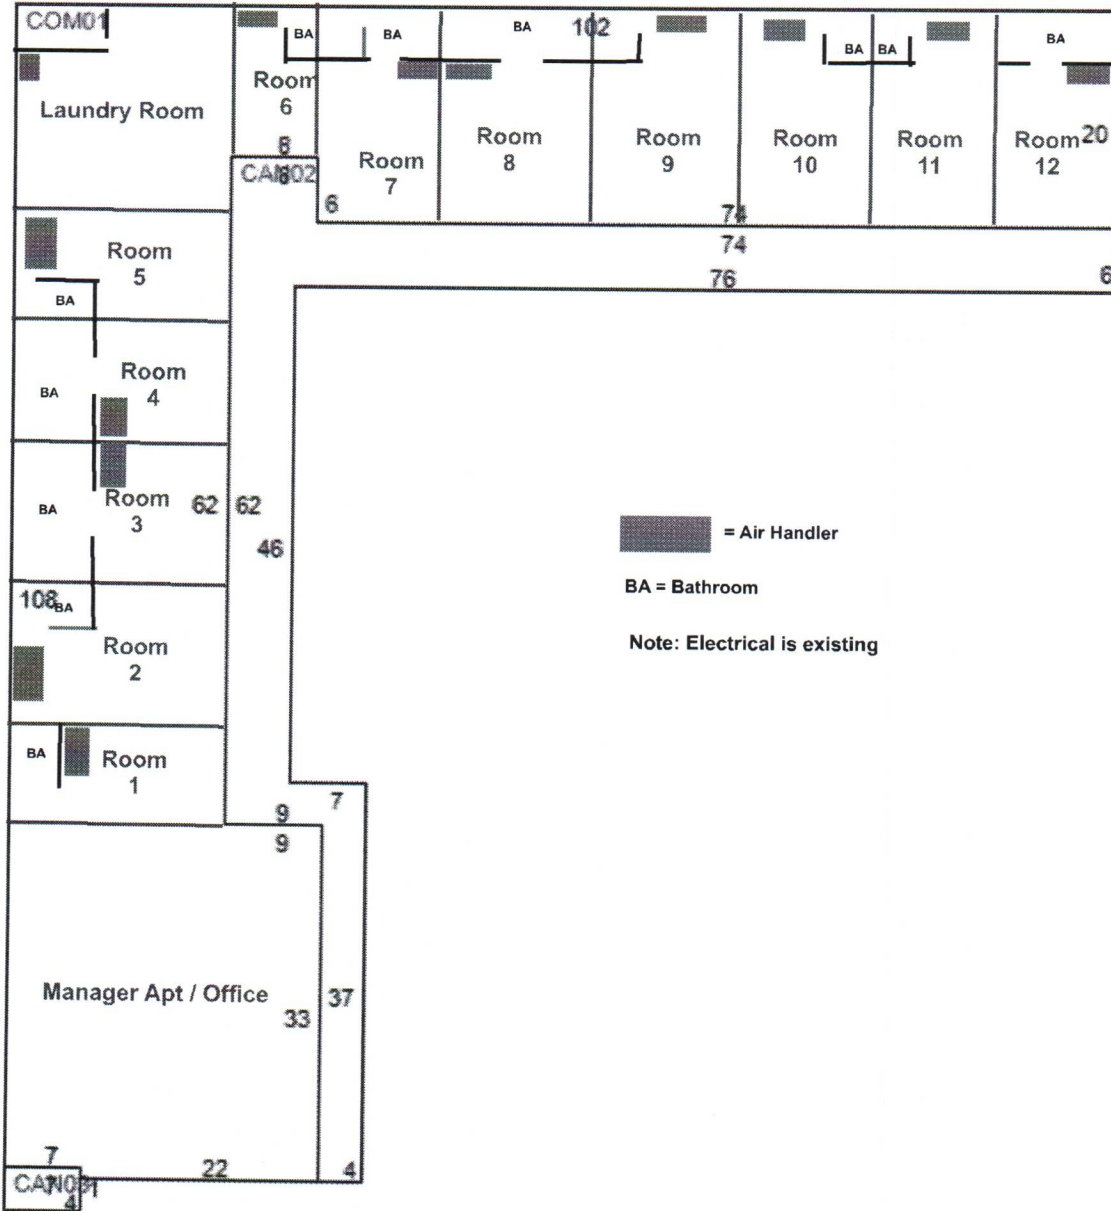 COM01
BA
BA
BA
102
BA
BA
BA
Laundry Room
Room
6
Room
7
Room
8
Room
9
Room
10
Room
11
Room
12
20
8
CAN02
6
74
74
76
6
Room
5
BA
Room
4
BA
Room
3
BA
62
62
46
= Air Handler
BA = Bathroom
Note: Electrical is existing
108
BA
Room
2
BA
Room
1
9
7
9
Manager Apt / Office
33
37
7
22
4
CAN03
4